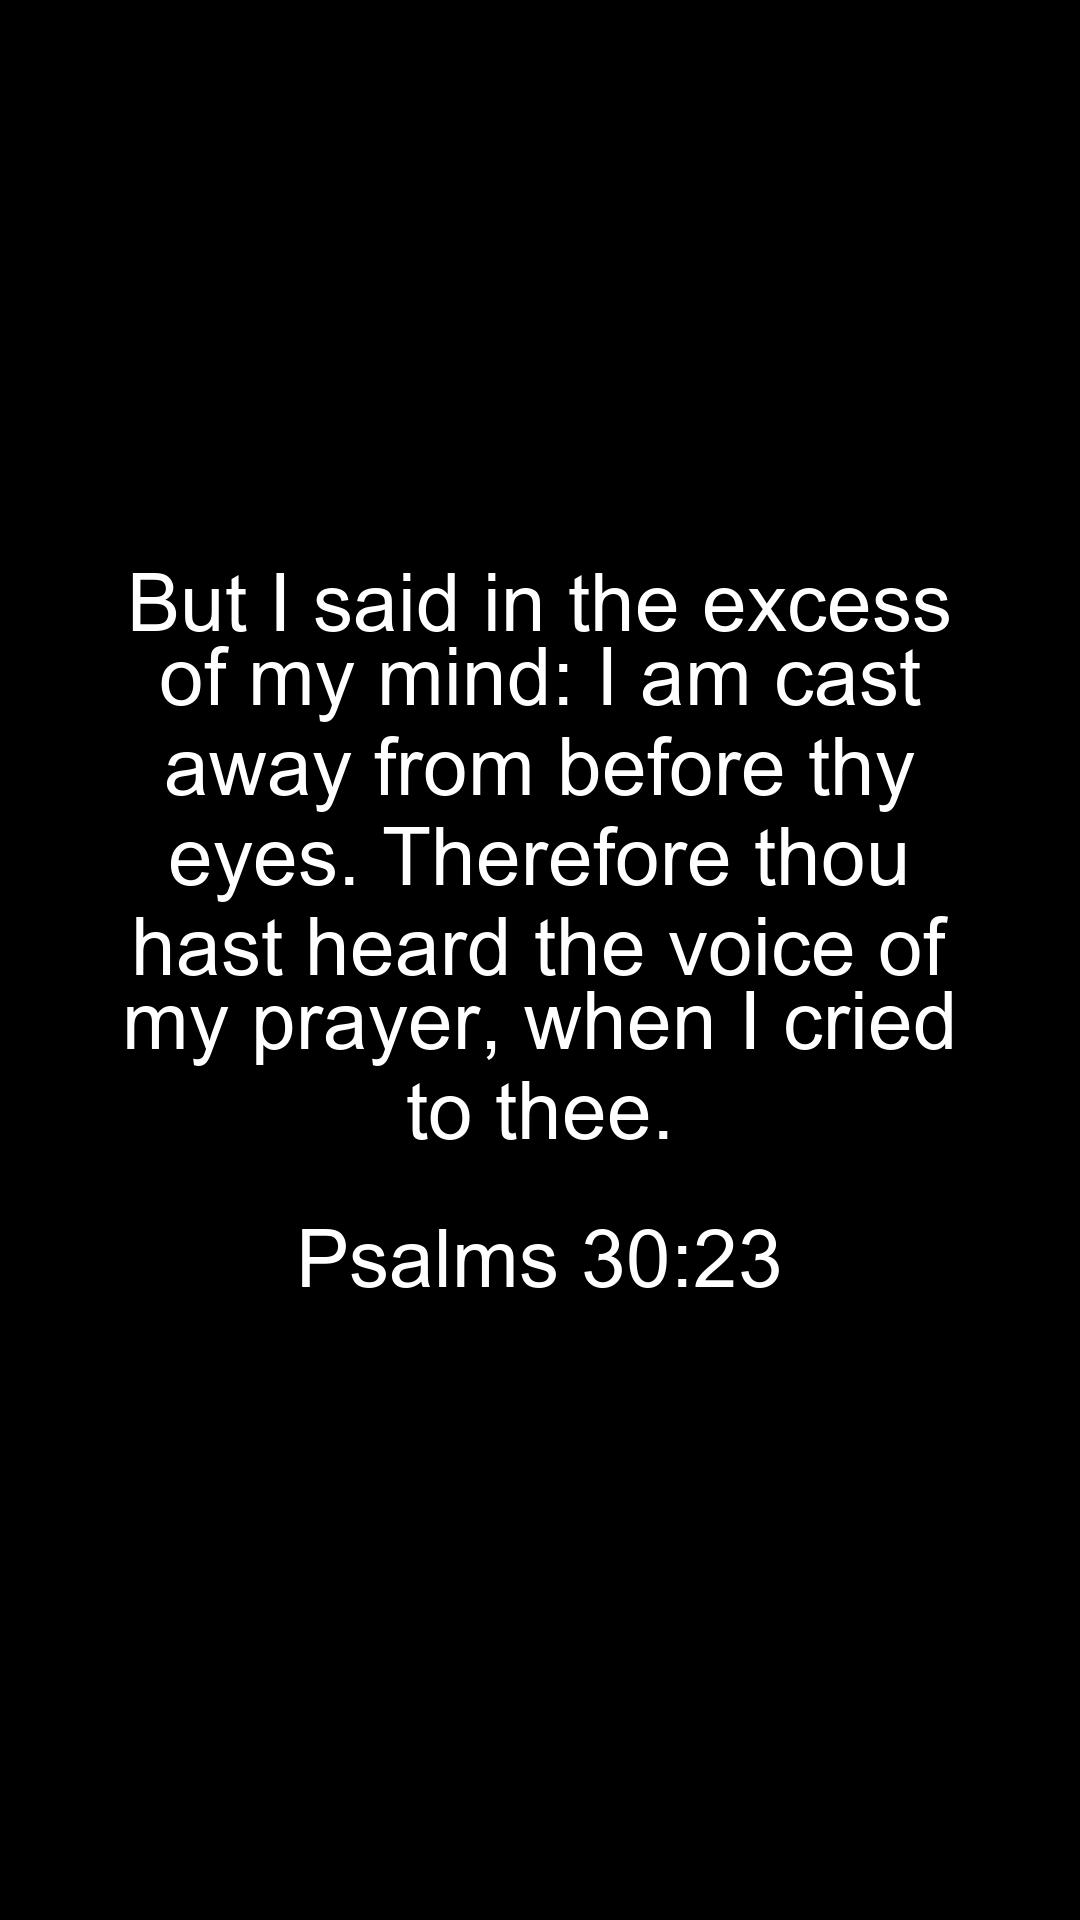 But I said in the excess
of my mind: I am cast
away from before thy
eyes. Therefore thou
hast heard the voice of
my prayer, when I cried
to thee.
Psalms 30:23